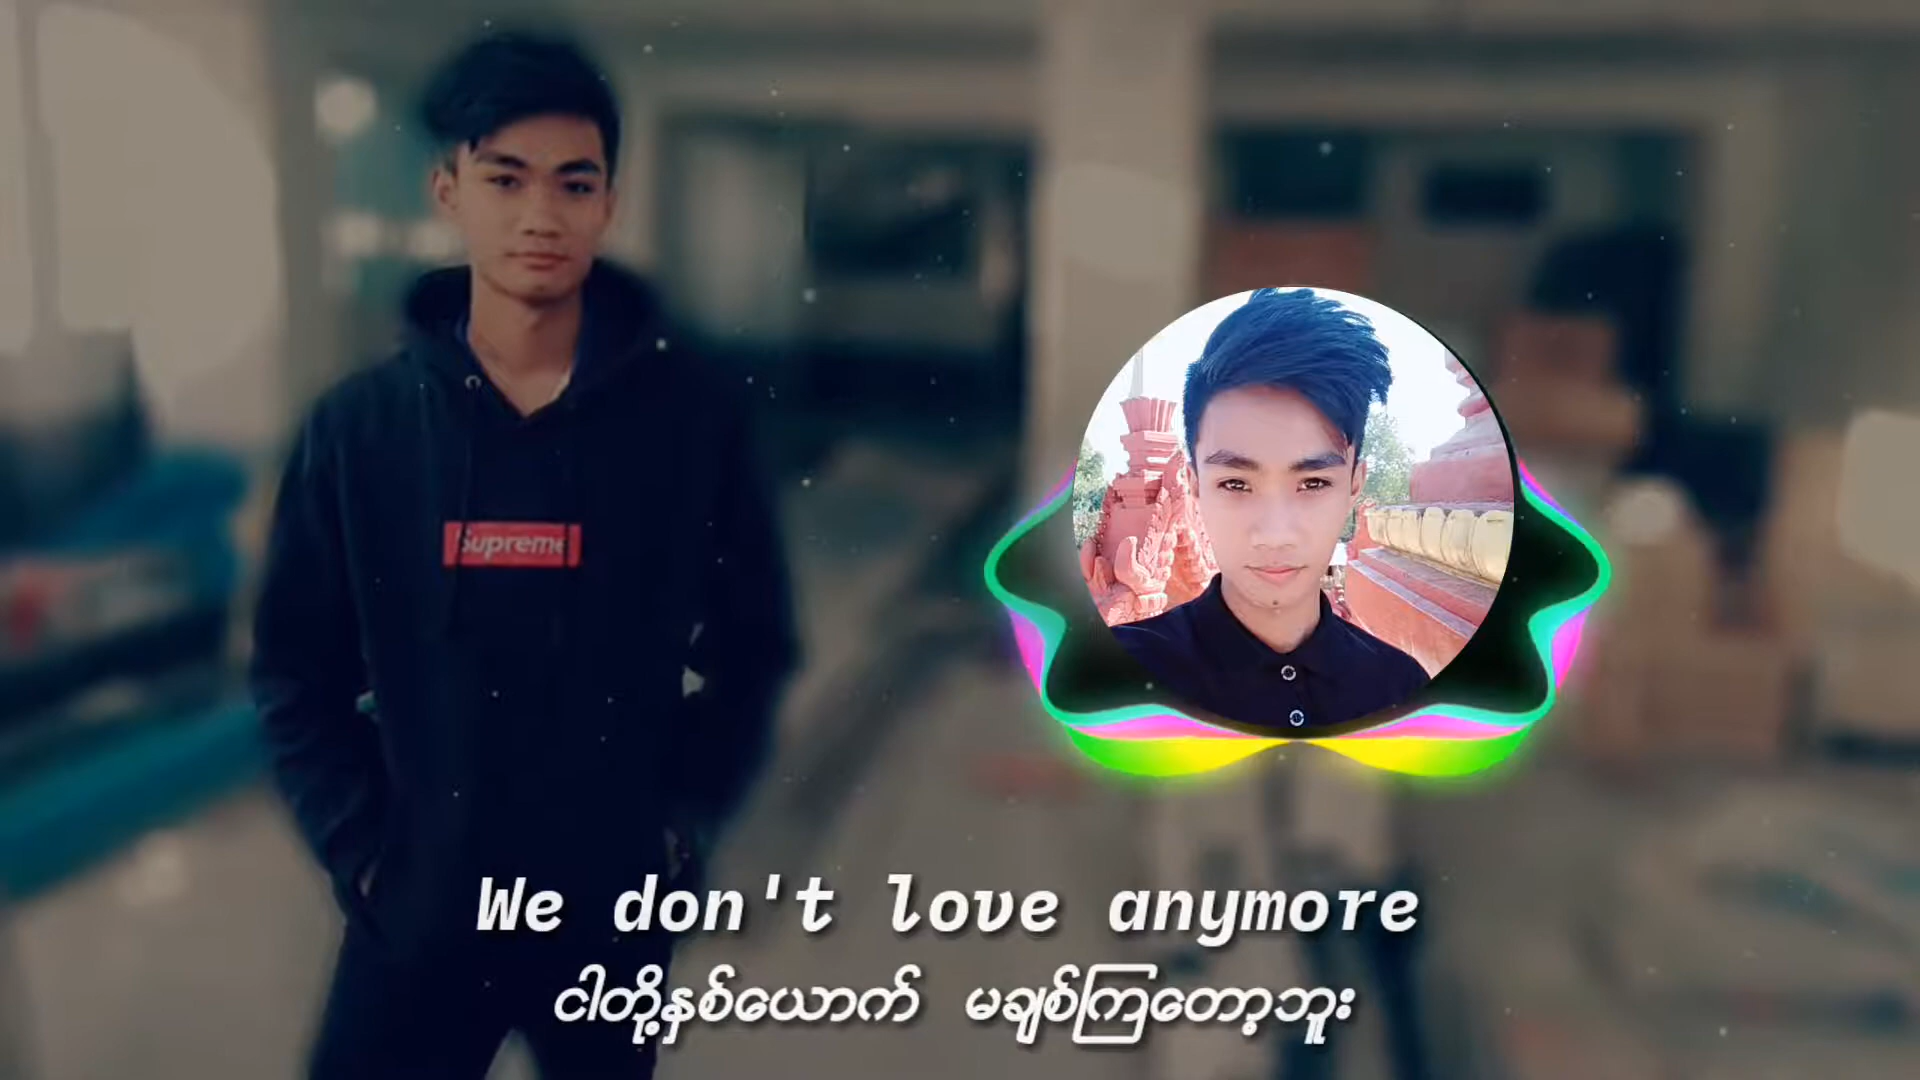 Supreme
We don't love anymore
ငါတို့နှစ်ယောက် မချစ်ကြတော့ဘူး